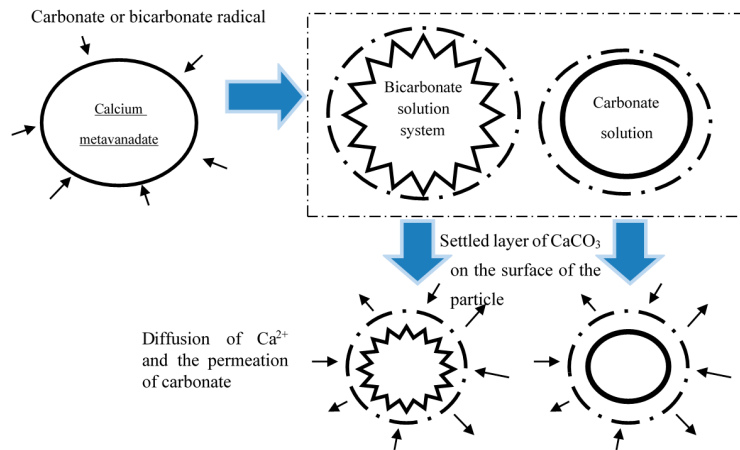 Carbonate or bicarbonate radical
Calcium
metavanadate
Bicarbonate
solution
system
Carbonate
solution
Settled layer of CaCO₃
on the surface of the
particle
Diffusion of Ca²⁺
and the permeation
of carbonate